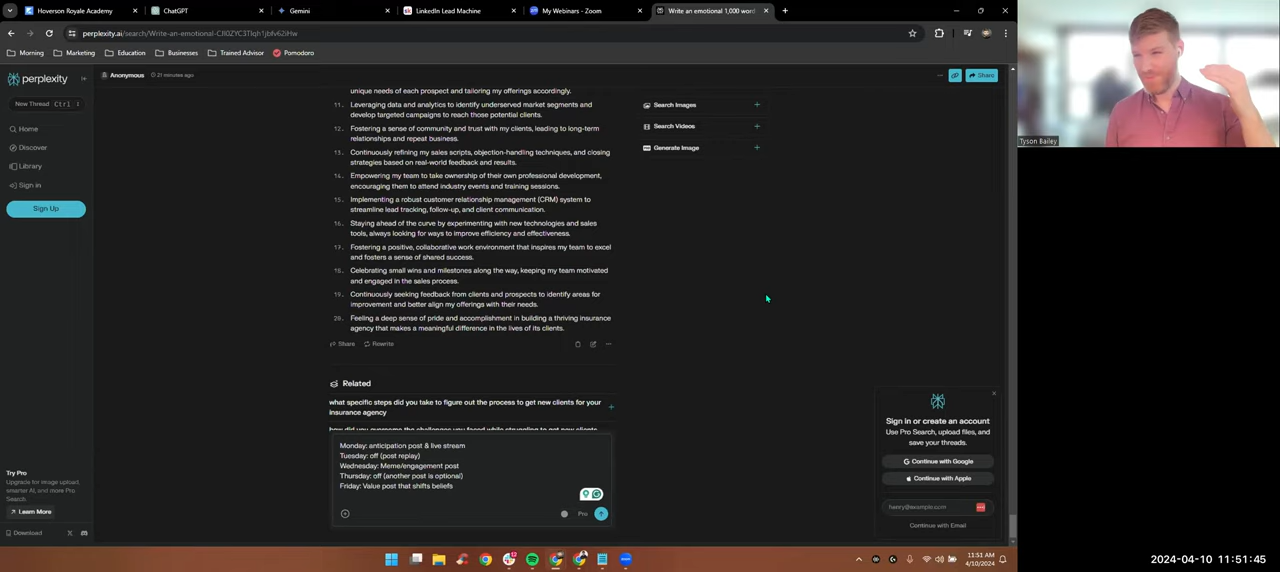 Hoverson Royale Academy
ChatGPT
Gemini
LinkedIn Lead Machine
My Webinars - Zoom
Write an emotional 1,000 word
perplexity.ai/search/Write-an-emotional-
Morning
Marketing
Education
Businesses
Trained Advisor
Pomodoro
perplexity
Anonymous
21 minutes ago
Share
New Thread
Ctrl
I
Home
Discover
Library
Sign in
Sign Up
unique needs of each prospect and tailoring my offerings accordingly.
11. Leveraging data and analytics to identify underserved market segments and
develop targeted campaigns to reach those potential clients.
12. Fostering a sense of community and trust with my clients, leading to long-term
relationships and repeat business.
13. Continuously refining my sales scripts, objection-handling techniques, and closing
strategies based on real-world feedback and results.
14. Empowering my team to take ownership of their own professional development,
encouraging them to attend industry events and training sessions.
15. Implementing a robust customer relationship management (CRM) system to
streamline lead tracking, follow-up, and client communication.
16. Staying ahead of the curve by experimenting with new technologies and sales
tools, always looking for ways to improve efficiency and effectiveness.
17. Fostering a positive, collaborative work environment that inspires my team to excel
and fosters a sense of shared success.
18. Celebrating small wins and milestones along the way, keeping my team motivated
and engaged in the sales process.
19. Continuously seeking feedback from clients and prospects to identify areas for
improvement and better align my offerings with their needs.
20. Feeling a deep sense of pride and accomplishment in building a thriving insurance
agency that makes a meaningful difference in the lives of its clients.
Search Images
Search Videos
Generate Image
Share
Rewrite
Related
what specific steps did you take to figure out the process to get new clients for your
insurance agency
how did you overcome the challenges you faced while struggling to get new clients
Monday: anticipation post & live stream
Tuesday: off (post replay)
Wednesday: Meme/engagement post
Thursday: off (another post is optional)
Friday: Value post that shifts beliefs
Pro
Sign in or create an account
Use Pro Search, upload files, and
save your threads.
Continue with Google
Continue with Apple
henry@example.com
Continue with Email
Try Pro
Upgrade for image upload,
smarter AI, and more Pro
Search.
Learn More
Download
Tyson Bailey
11:51 AM
4/10/2024
2024-04-10 11:51:45